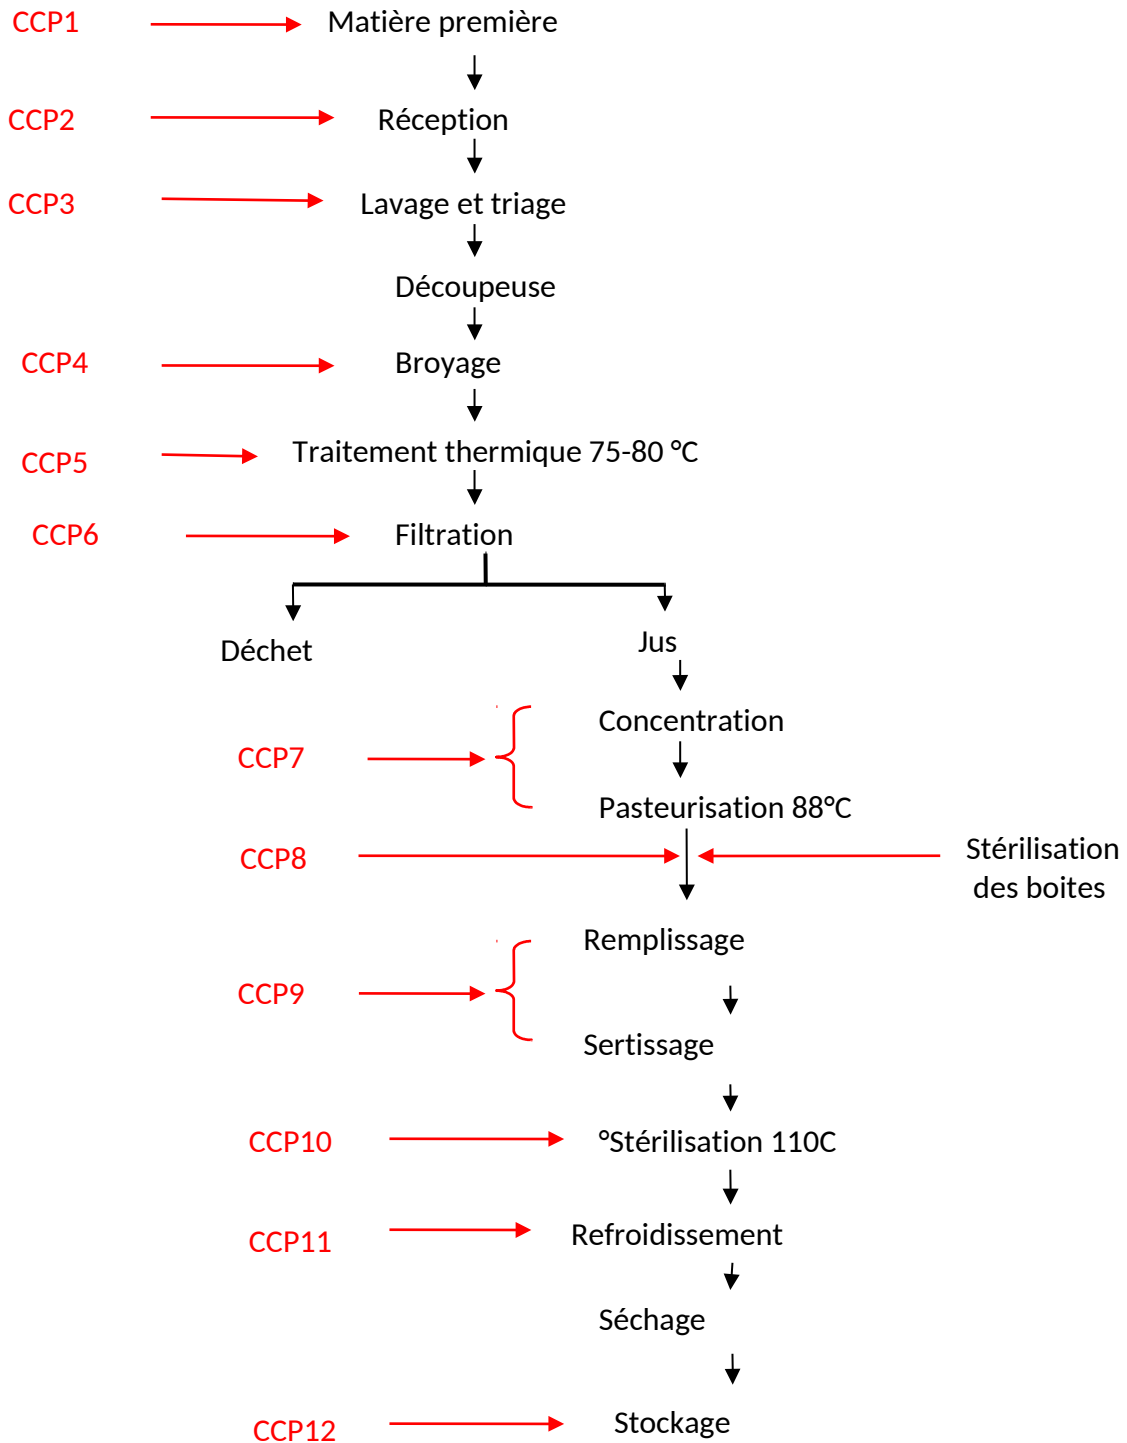 CCP1
Matière première
CCP2
Réception
CCP3
Lavage et triage
Découpeuse
CCP4
Broyage
CCP5
Traitement thermique 75-80 °C
CCP6
Filtration
Déchet
Jus
Concentration
CCP7
Pasteurisation 88°C
CCP8
Stérilisation
des boites
Remplissage
CCP9
Sertissage
CCP10
°Stérilisation 110C
CCP11
Refroidissement
Séchage
CCP12
Stockage